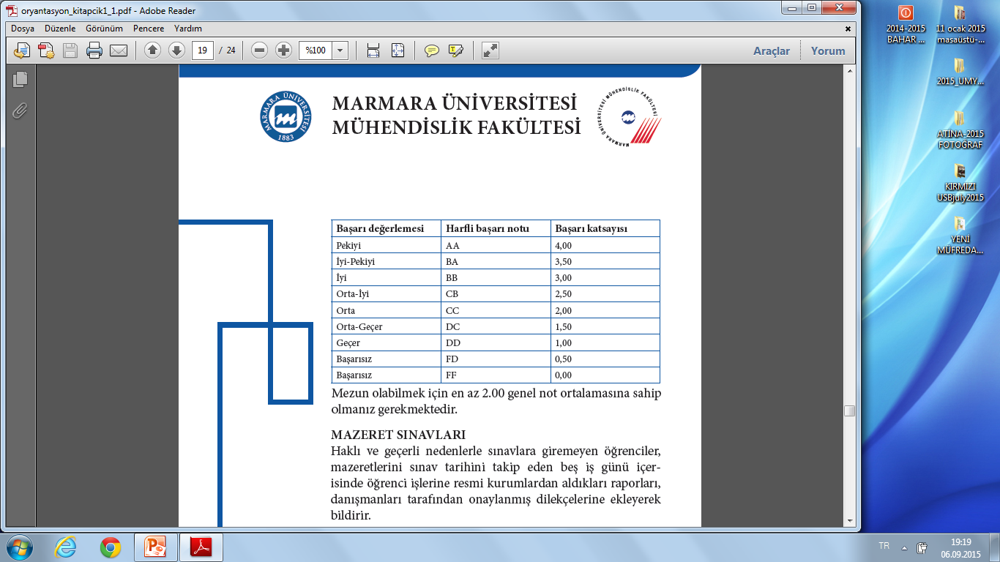 oryantasyon_kitapcik1_1.pdf - Adobe Reader
Dosya Düzenle Görünüm Pencere Yardım
19 / 24 %100 Araçlar Yorum
MARMARA ÜNİVERSİTESİ
1883
MARMARA ÜNİVERSİTESİ
MÜHENDİSLİK FAKÜLTESİ
MARMARA ÜNİVERSİTESİ MÜHENDİSLİK FAKÜLTESİ
Başarı değerlemesi Harfli başarı notu Başarı katsayısı
Pekiyi AA 4,00
İyi-Pekiyi BA 3,50
İyi BB 3,00
Orta-İyi CB 2,50
Orta CC 2,00
Orta-Geçer DC 1,50
Geçer DD 1,00
Başarısız FD 0,50
Başarısız FF 0,00
Mezun olabilmek için en az 2.00 genel not ortalamasına sahip
olmanız gerekmektedir.
MAZERET SINAVLARI
Haklı ve geçerli nedenlerle sınavlara giremeyen öğrenciler,
mazeretlerini sınav tarihini takip eden beş iş günü içer-
isinde öğrenci işlerine resmi kurumlardan aldıkları raporları,
danışmanları tarafından onaylanmış dilekçelerine ekleyerek
bildirir.
2014-2015
BAHAR ...
11 ocak 2015
masaüstü-...
2015_UMY...
ATINA-2015
FOTOĞRAF
KIRMIZI
USBjuly2015
YENİ
MÜFREDA...
TR
19:19
06.09.2015